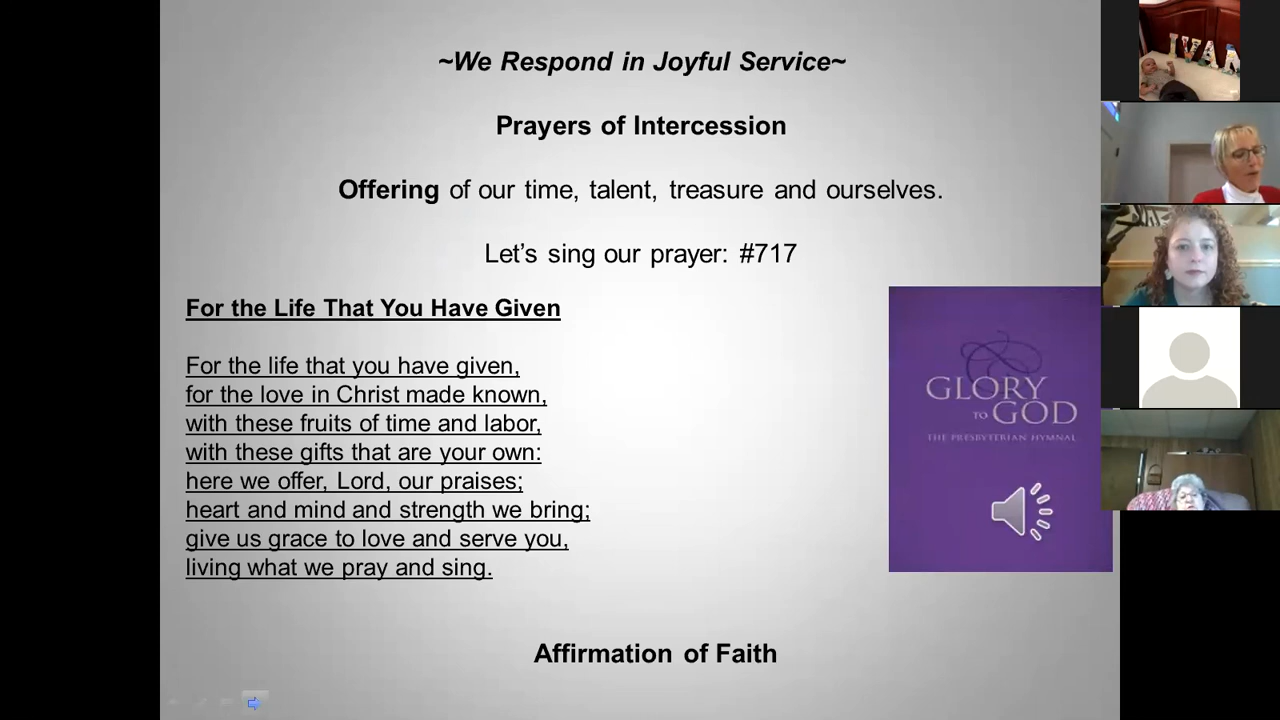 ~We Respond in Joyful Service~
Prayers of Intercession
Offering of our time, talent, treasure and ourselves.
Let's sing our prayer: #717
For the Life That You Have Given
For the life that you have given,
for the love in Christ made known,
with these fruits of time and labor,
with these gifts that are your own:
here we offer, Lord, our praises;
heart and mind and strength we bring;
give us grace to love and serve you,
living what we pray and sing.
GLORY
TO GOD
THE PRESBYTERIAN HYMNAL
Affirmation of Faith
IVAN